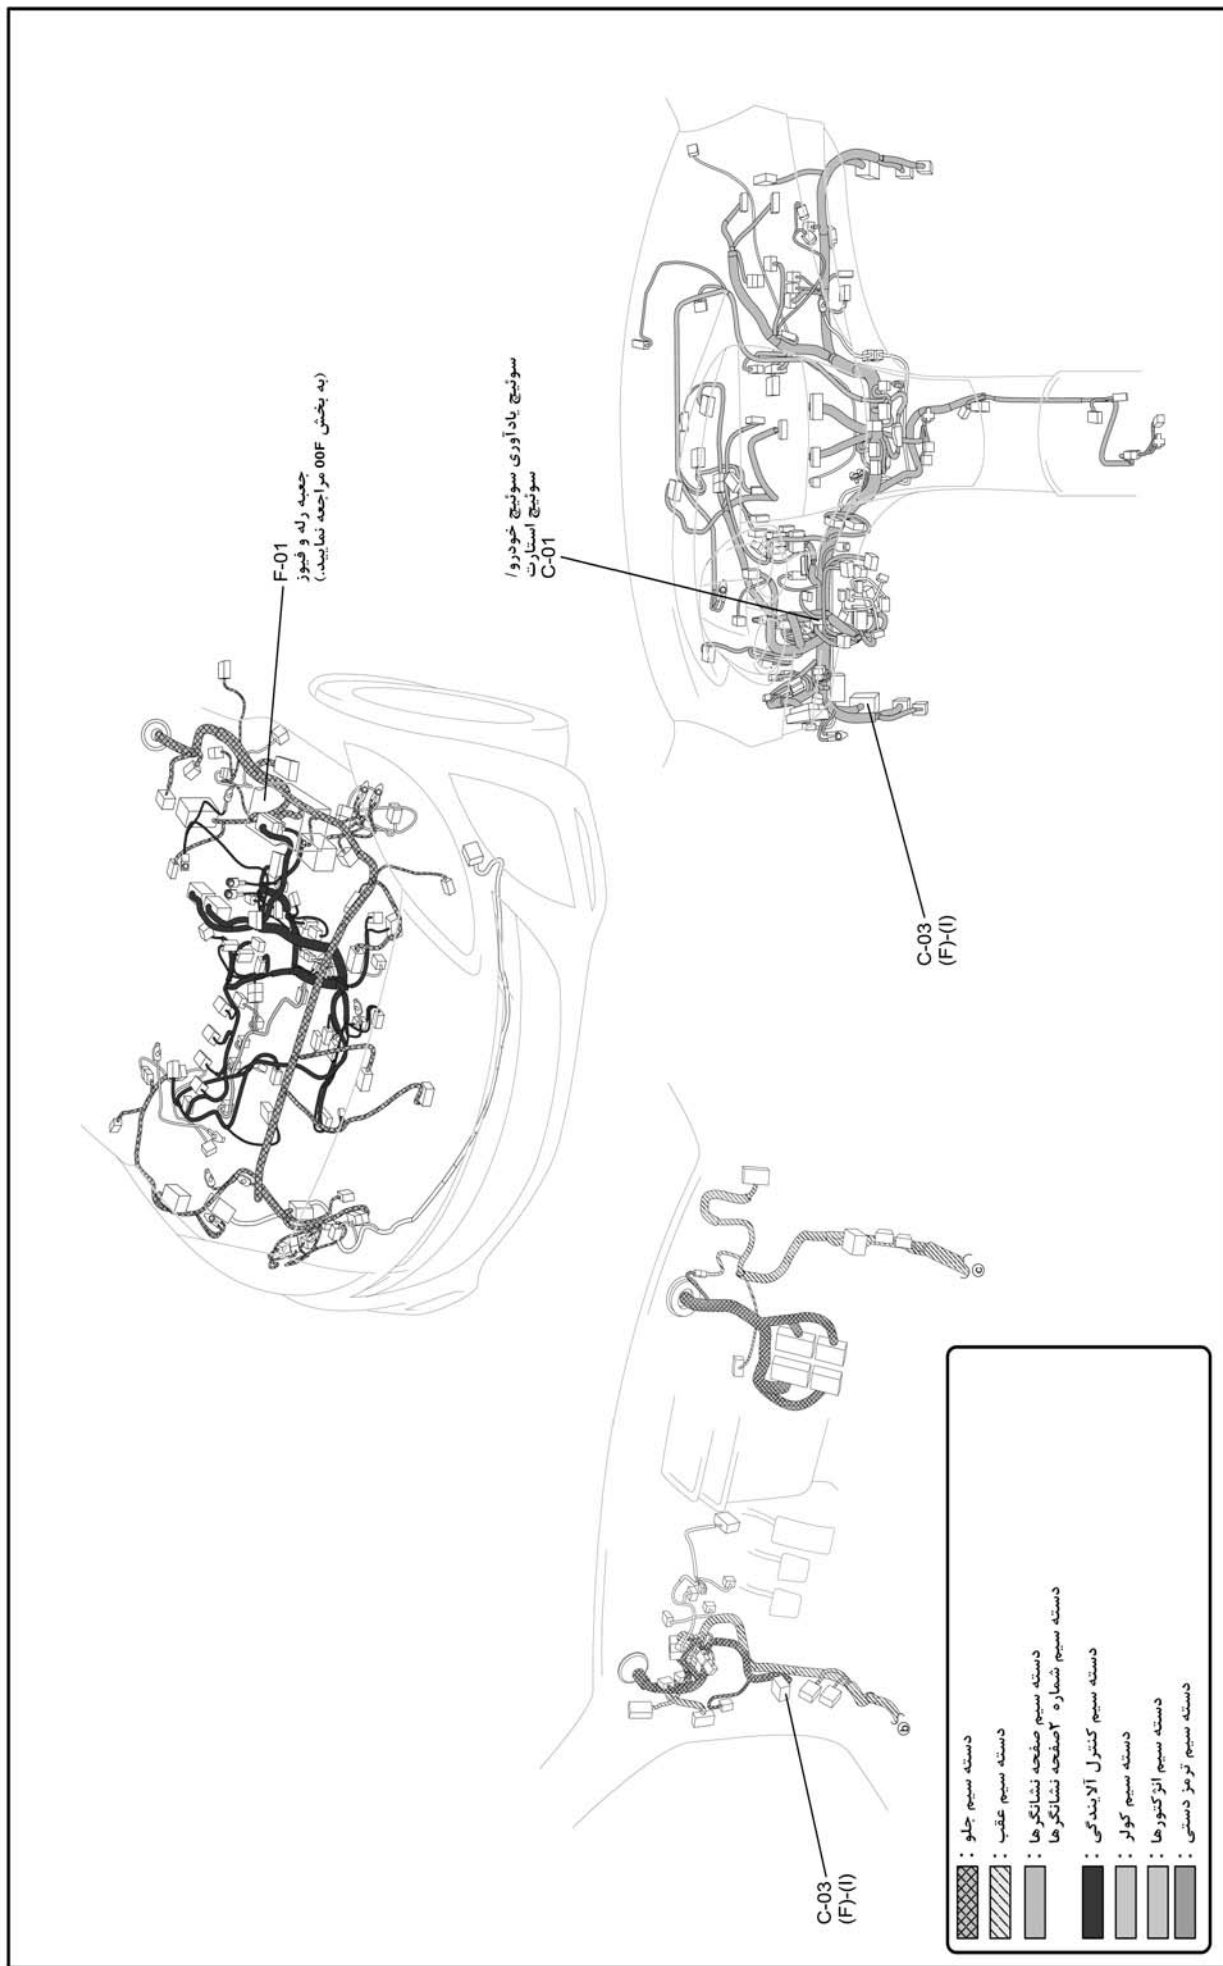 F-01
جعبه رله و فیوز
(به بخش 00F مراجعه نمایید.)
سوئیچ یادآوری سوئیچ خودرو/
سوئیچ استارت
C-01
C-03
(F)-(I)
C-03
(F)-(I)
c
b
دسته سیم جلو :
دسته سیم عقب :
دسته سیم صفحه نشانگرها :
دسته سیم شماره ۲صفحه نشانگرها
دسته سیم کنترل آلایندگی :
دسته سیم کولر :
دسته سیم انژکتورها :
دسته سیم ترمز دستی :